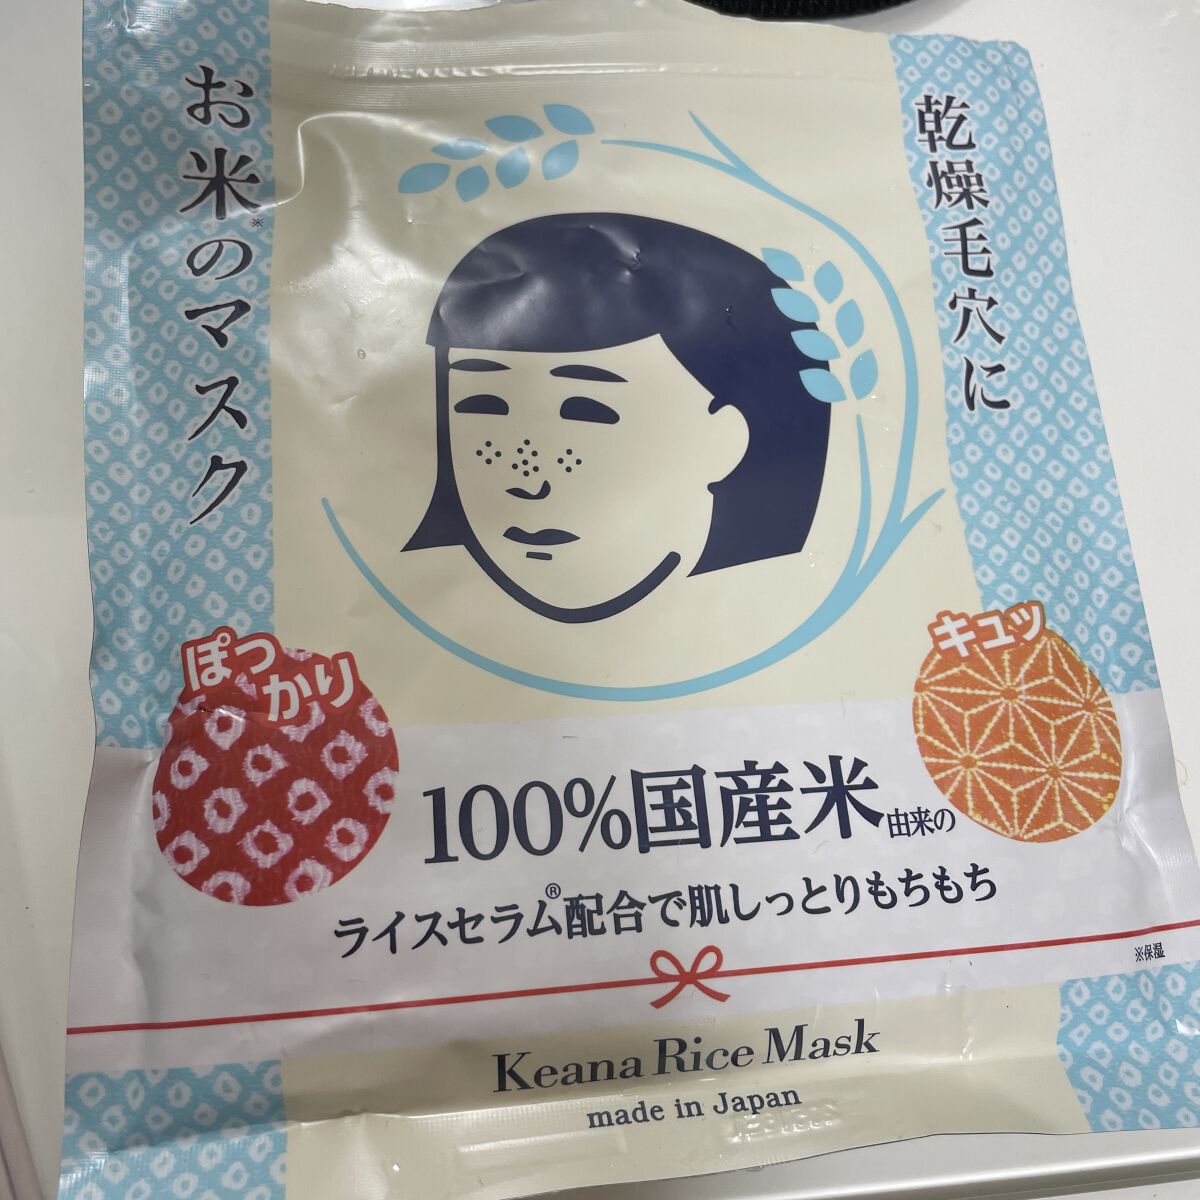 乾燥毛穴に
お米※のマスク
ぽっかり
キュッ
100%国産米由来の
ライスセラム®配合で肌しっとりもちもち
※保湿
Keana Rice Mask
made in Japan